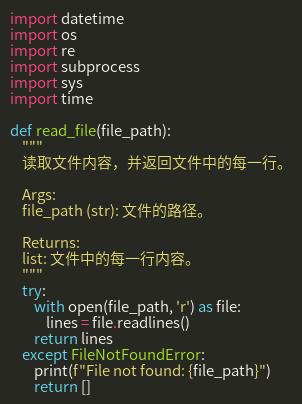 import datetime
import os
import re
import subprocess
import sys
import time

def read_file(file_path):
    """
    读取文件内容，并返回文件中的每一行。

    Args:
    file_path (str): 文件的路径。

    Returns:
    list: 文件中的每一行内容。
    """
    try:
        with open(file_path, 'r') as file:
            lines = file.readlines()
        return lines
    except FileNotFoundError:
        print(f"File not found: {file_path}")
        return []